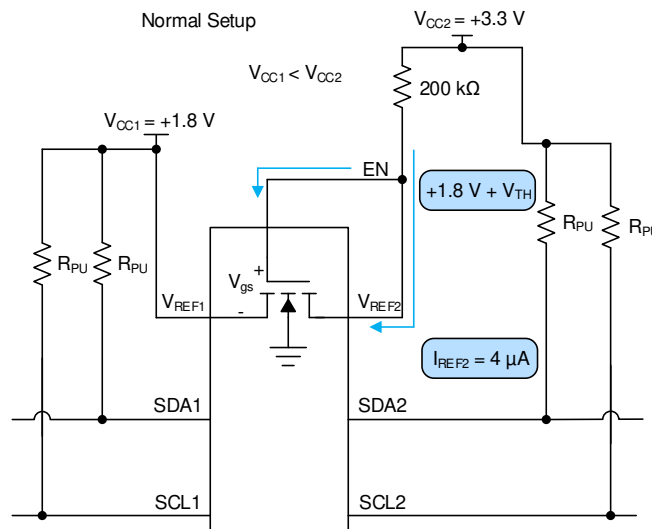 Normal Setup
V_CC2 = +3.3 V
V_CC1 < V_CC2
200 kΩ
V_CC1 = +1.8 V
EN
+1.8 V + V_TH
R_PU
R_PU
R_PU
R_P
+
V_gs
-
V_REF1
V_REF2
I_REF2 = 4 µA
SDA1
SDA2
SCL1
SCL2